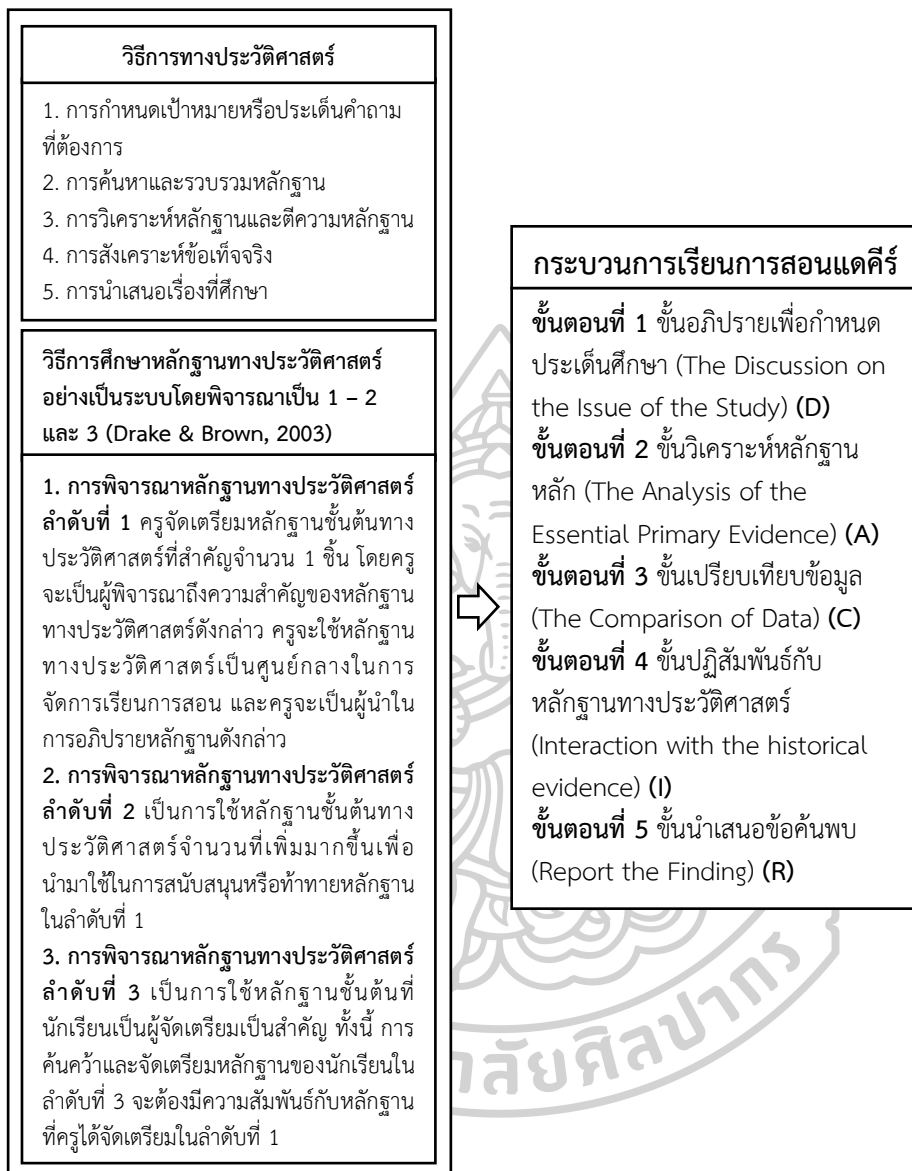 วิธีการทางประวัติศาสตร์
1. การกำหนดเป้าหมายหรือประเด็นคำถาม
ที่ต้องการ
2. การค้นหาและรวบรวมหลักฐาน
3. การวิเคราะห์หลักฐานและตีความหลักฐาน
4. การสังเคราะห์ข้อเท็จจริง
5. การนำเสนอเรื่องที่ศึกษา
วิธีการศึกษาหลักฐานทางประวัติศาสตร์
อย่างเป็นระบบโดยพิจารณาเป็น 1 – 2
และ 3 (Drake & Brown, 2003)
1. การพิจารณาหลักฐานทางประวัติศาสตร์
ลำดับที่ 1 ครูจัดเตรียมหลักฐานชั้นต้นทาง
ประวัติศาสตร์ที่สำคัญจำนวน 1 ชิ้น โดยครู
จะเป็นผู้พิจารณาถึงความสำคัญของหลักฐาน
ทางประวัติศาสตร์ดังกล่าว ครูจะใช้หลักฐาน
ทางประวัติศาสตร์เป็นศูนย์กลางในการ
จัดการเรียนการสอน และครูจะเป็นผู้นำใน
การอภิปรายหลักฐานดังกล่าว
2. การพิจารณาหลักฐานทางประวัติศาสตร์
ลำดับที่ 2 เป็นการใช้หลักฐานชั้นต้นทาง
ประวัติศาสตร์จำนวนที่เพิ่มมากขึ้นเพื่อ
นำมาใช้ในการสนับสนุนหรือท้าทายหลักฐาน
ในลำดับที่ 1
3. การพิจารณาหลักฐานทางประวัติศาสตร์
ลำดับที่ 3 เป็นการใช้หลักฐานชั้นต้นที่
นักเรียนเป็นผู้จัดเตรียมเป็นสำคัญ ทั้งนี้ การ
ค้นคว้าและจัดเตรียมหลักฐานของนักเรียนใน
ลำดับที่ 3 จะต้องมีความสัมพันธ์กับหลักฐาน
ที่ครูได้จัดเตรียมในลำดับที่ 1
กระบวนการเรียนการสอนแดคีร์
ขั้นตอนที่ 1 ขั้นอภิปรายเพื่อกำหนด
ประเด็นศึกษา (The Discussion on
the Issue of the Study) (D)
ขั้นตอนที่ 2 ขั้นวิเคราะห์หลักฐาน
หลัก (The Analysis of the
Essential Primary Evidence) (A)
ขั้นตอนที่ 3 ขั้นเปรียบเทียบข้อมูล
(The Comparison of Data) (C)
ขั้นตอนที่ 4 ขั้นปฏิสัมพันธ์กับ
หลักฐานทางประวัติศาสตร์
(Interaction with the historical
evidence) (I)
ขั้นตอนที่ 5 ขั้นนำเสนอข้อค้นพบ
(Report the Finding) (R)
ลัยศิลปากร